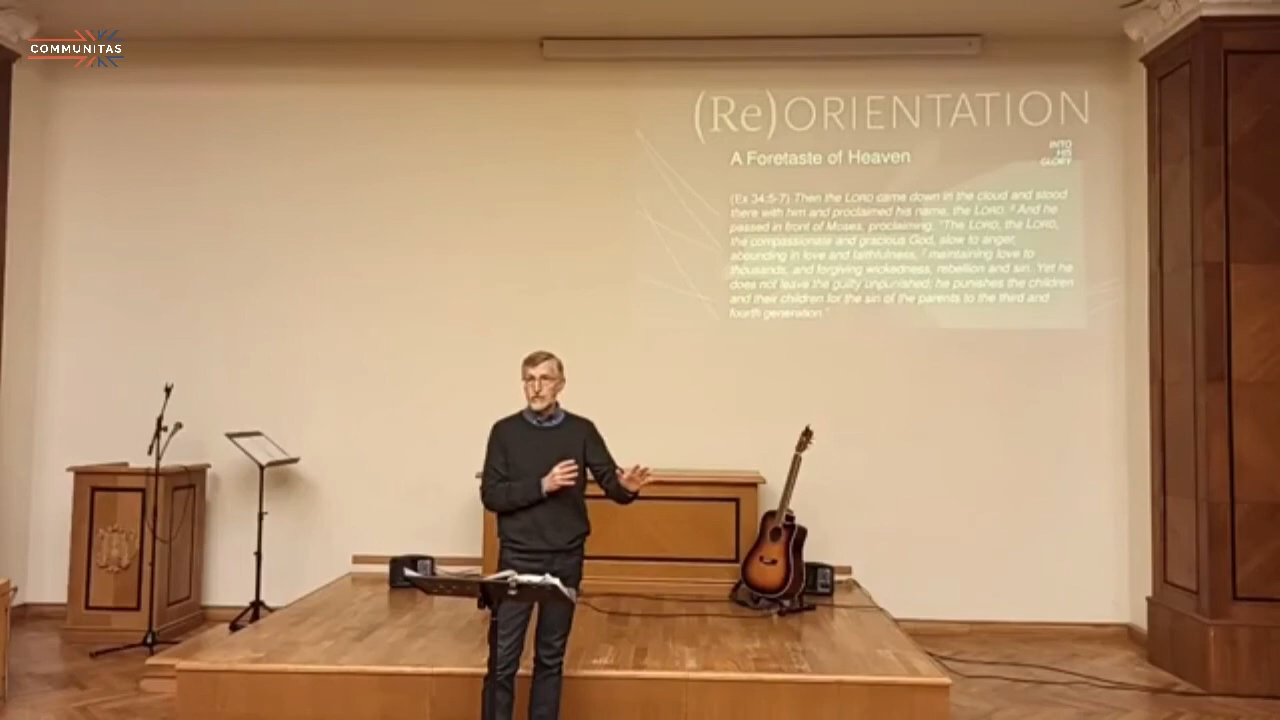 COMMUNITAS
(Re)ORIENTATION
A Foretaste of Heaven
INTO
HIS
GLORY
(Ex 34:5-7) Then the LORD came down in the cloud and stood
there with him and proclaimed his name, the LORD. ⁶ And he
passed in front of Moses, proclaiming, "The LORD, the LORD,
the compassionate and gracious God, slow to anger,
abounding in love and faithfulness, ⁷ maintaining love to
thousands, and forgiving wickedness, rebellion and sin. Yet he
does not leave the guilty unpunished; he punishes the children
and their children for the sin of the parents to the third and
fourth generation."